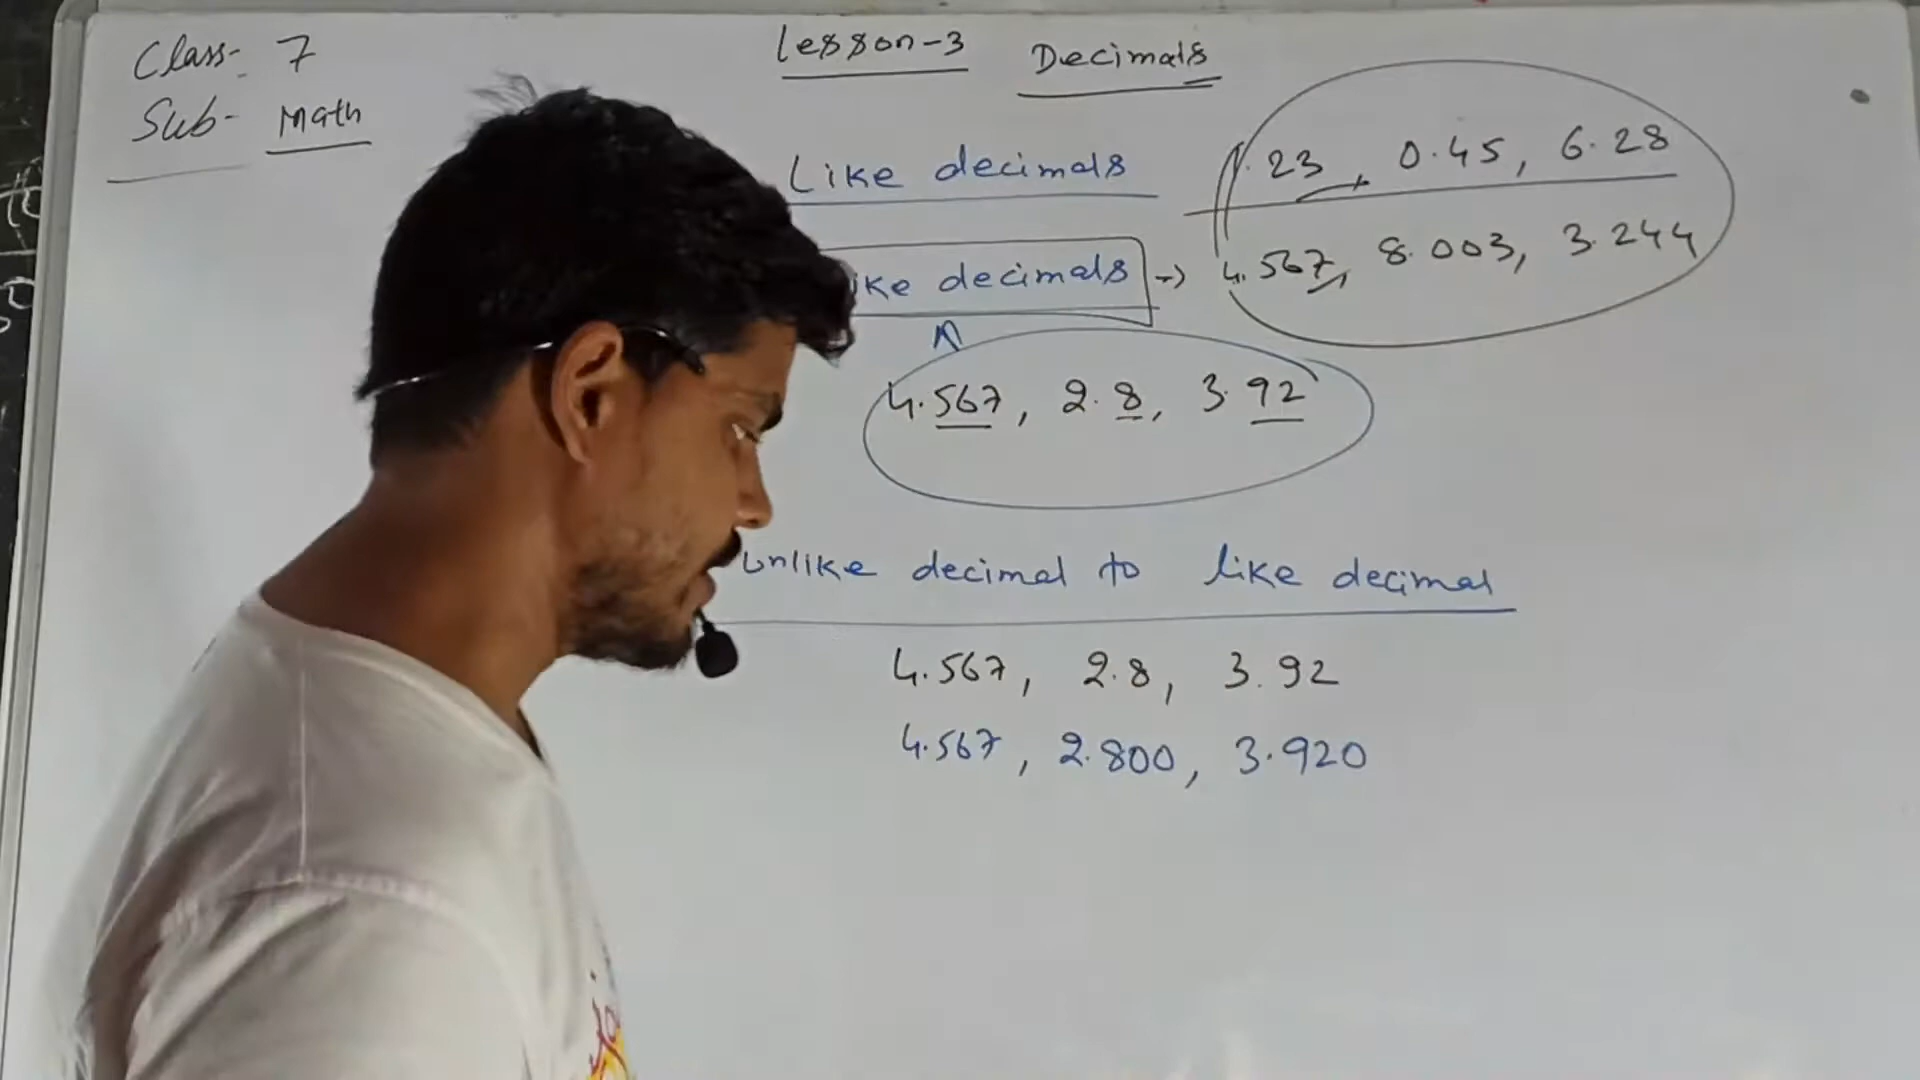 Class- 7
Sub- Math
Lesson-3 Decimals
Like decimals
.23, 0.45, 6.28
ike decimals → 4.567, 8.003, 3.244
4.567, 2.8, 3.92
Unlike decimal to like decimal
4.567, 2.8, 3.92
4.567, 2.800, 3.920